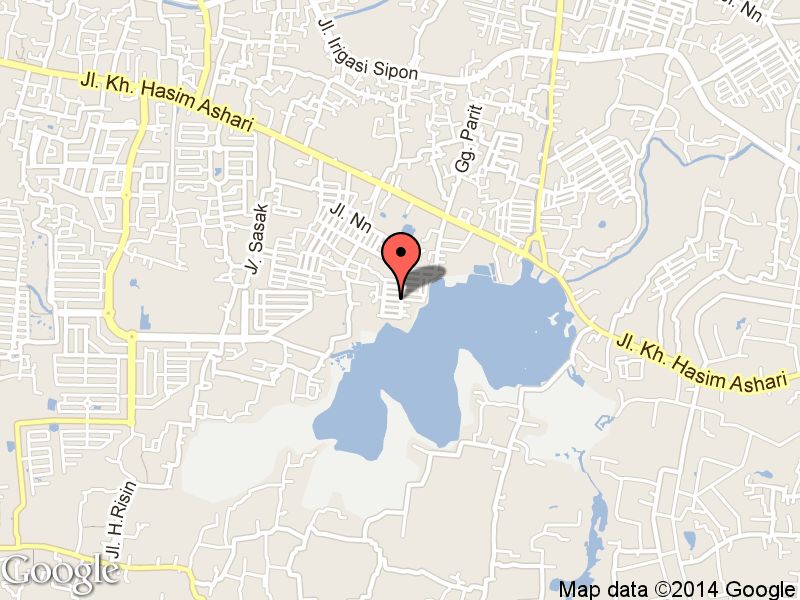 Jl. Nn
Jl. Irigasi Sipon
Jl. Kh. Hasim Ashari
Gg. Parit
Jl. Nn
J/. Sasak
Jl. Kh. Hasim Ashari
Jl. H.Risin
Google
Map data ©2014 Google